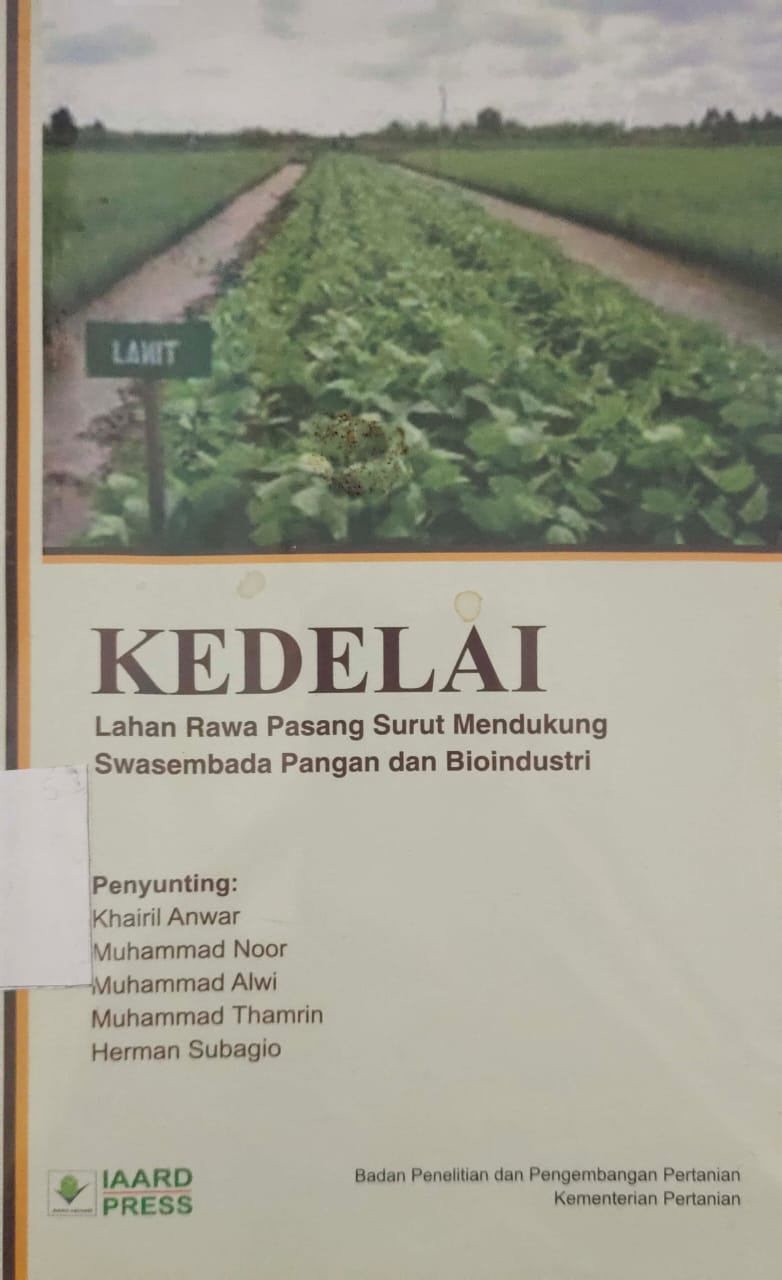 LAWIT
KEDELAI
Lahan Rawa Pasang Surut Mendukung
Swasembada Pangan dan Bioindustri
Penyunting:
Khairil Anwar
Muhammad Noor
Muhammad Alwi
Muhammad Thamrin
Herman Subagio
IAARD
PRESS
Badan Penelitian dan Pengembangan Pertanian
Kementerian Pertanian